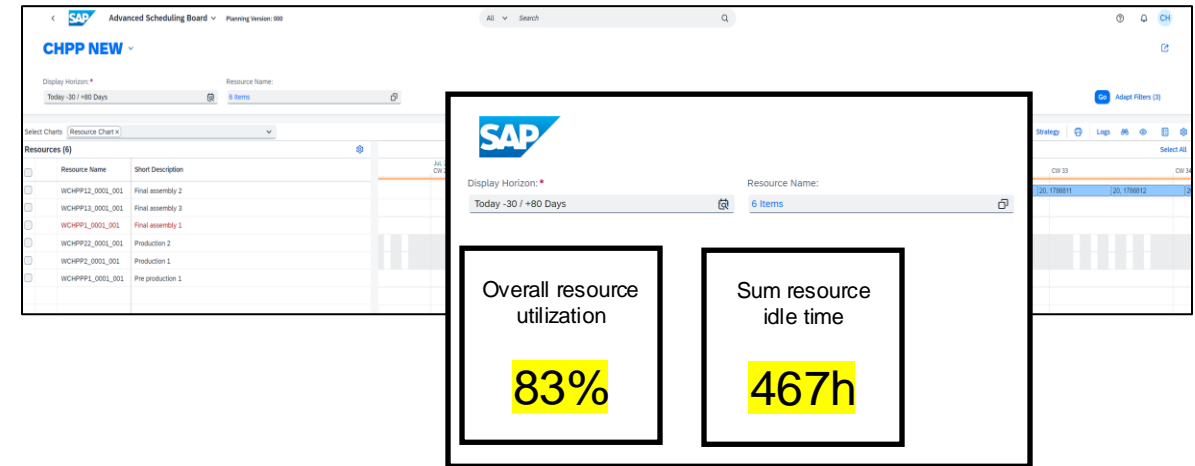 SAP Advanced Scheduling Board Planning Version: 000 All Search CH
CHPP NEW
Display Horizon: * Resource Name:
Today -30 / +80 Days 6 Items
Go Adapt Filters (3)
Select Charts Resource Chart x Strategy Logs
Resources (6) Select All
Resource Name Short Description CW 33 CW 34
WCHPP12_0001_001 Final assembly 2 20, 1786811 20, 1786812
WCHPP13_0001_001 Final assembly 3
WCHPP1_0001_001 Final assembly 1
WCHPP22_0001_001 Production 2
WCHPP2_0001_001 Production 1
WCHPPP1_0001_001 Pre production 1
SAP
Display Horizon: * Resource Name:
Today -30 / +80 Days 6 Items
Overall resource
utilization
83%
Sum resource
idle time
467h